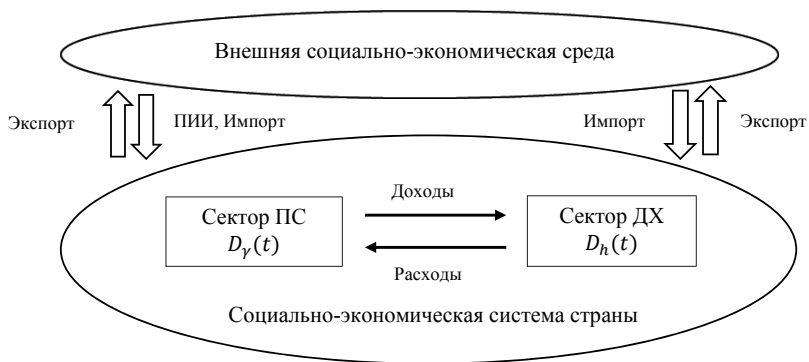 Внешняя социально-экономическая среда
Экспорт
ПИИ, Импорт
Импорт
Экспорт
Доходы
Сектор ПС
D_γ(t)
Сектор ДХ
D_h(t)
Расходы
Социально-экономическая система страны